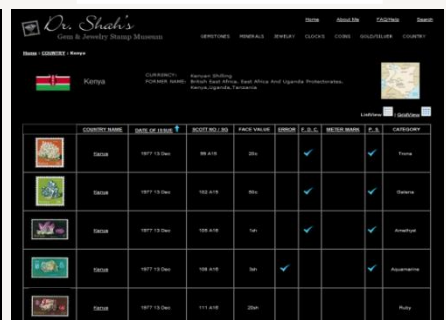 Home About Me FAQ/Help Search
Dr. Shah's
Gem & Jewelry Stamp Museum
GEMSTONES MINERALS JEWELRY CLOCKS COINS GOLD/SILVER COUNTRY
Home : COUNTRY : Kenya
Kenya
CURRENCY: Kenyan Shilling
FORMER NAME: British East Africa, East Africa And Uganda Protectorates,
Kenya,Uganda,Tanzania
ListView : GridView
COUNTRY NAME DATE OF ISSUE SCOTT NO / SG FACE VALUE ERROR F. D. C. METER MARK P. S. CATEGORY
Kenya 1977 13 Dec 99 A16 20c Trona
Kenya 1977 13 Dec 102 A16 50c Galena
Kenya 1977 13 Dec 105 A16 1sh Amethyst
Kenya 1977 13 Dec 108 A16 3sh Aquamarine
Kenya 1977 13 Dec 111 A16 20sh Ruby